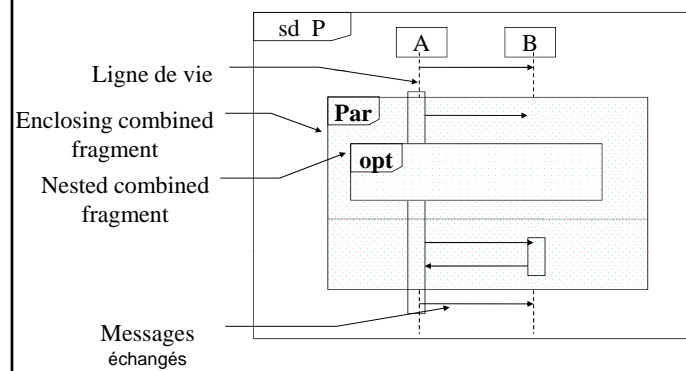 sd P
A
B
Ligne de vie
Par
Enclosing combined
fragment
opt
Nested combined
fragment
Messages
échangés